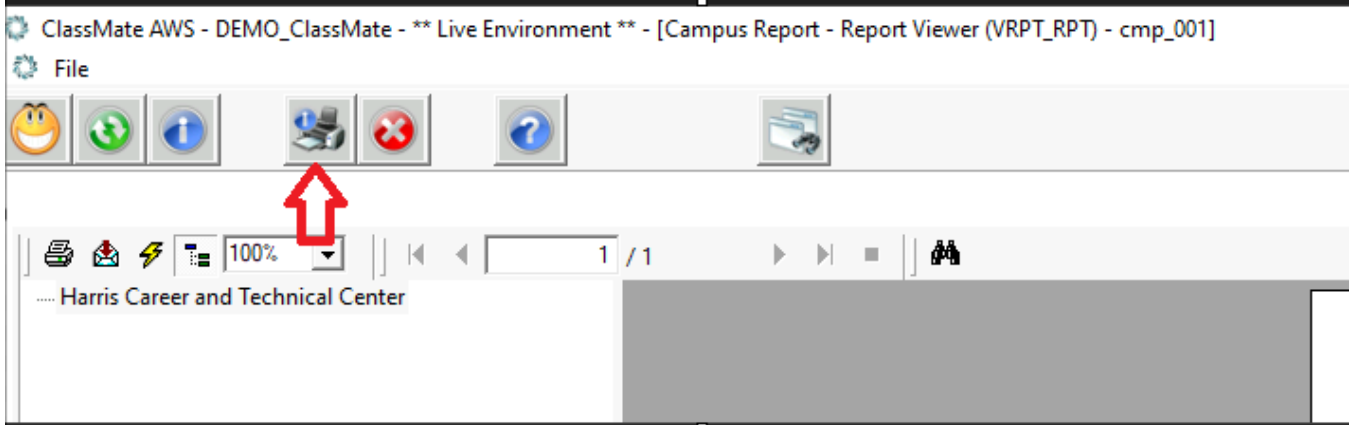 ClassMate AWS - DEMO_ClassMate - ** Live Environment ** - [Campus Report - Report Viewer (VRPT_RPT) - cmp_001]
File
100% 1 / 1
Harris Career and Technical Center